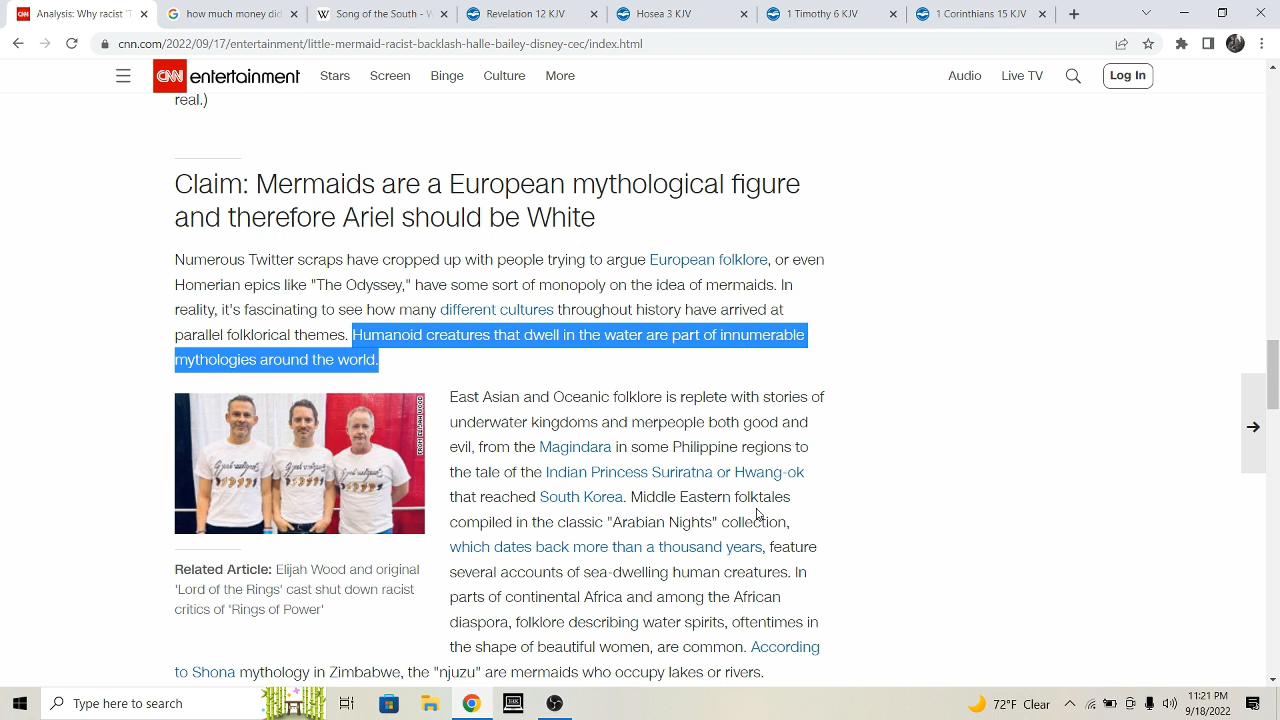 Analysis: Why racist "T
how much money did
Song of the South - W
Revelation 12 KJV
Hosea 3 KJV
1 Timothy 6 KJV
1 Corinthians 15 KJV
cnn.com/2022/09/17/entertainment/little-mermaid-racist-backlash-halle-bailey-disney-cec/index.html
CNN entertainment Stars Screen Binge Culture More Audio Live TV Log In
real.)
Claim: Mermaids are a European mythological figure
and therefore Ariel should be White
Numerous Twitter scraps have cropped up with people trying to argue European folklore, or even
Homerian epics like "The Odyssey," have some sort of monopoly on the idea of mermaids. In
reality, it's fascinating to see how many different cultures throughout history have arrived at
parallel folklorical themes. Humanoid creatures that dwell in the water are part of innumerable
mythologies around the world.
FROM ELIJAH WOOD
Related Article: Elijah Wood and original
'Lord of the Rings' cast shut down racist
critics of 'Rings of Power'
East Asian and Oceanic folklore is replete with stories of
underwater kingdoms and merpeople both good and
evil, from the Magindara in some Philippine regions to
the tale of the Indian Princess Suriratna or Hwang-ok
that reached South Korea. Middle Eastern folktales
compiled in the classic "Arabian Nights" collection,
which dates back more than a thousand years, feature
several accounts of sea-dwelling human creatures. In
parts of continental Africa and among the African
diaspora, folklore describing water spirits, oftentimes in
the shape of beautiful women, are common. According
to Shona mythology in Zimbabwe, the "njuzu" are mermaids who occupy lakes or rivers.
Type here to search
72°F Clear
11:21 PM
9/18/2022